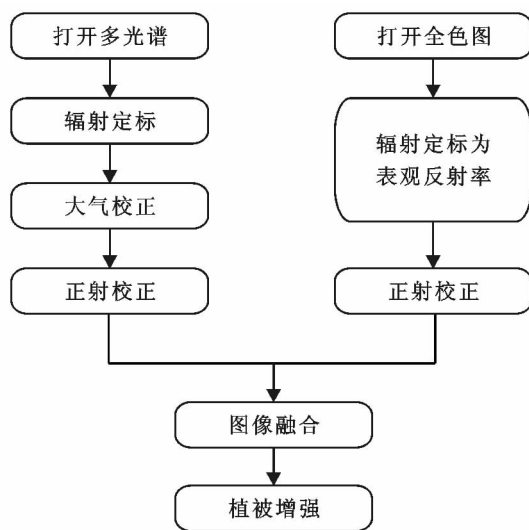 打开多光谱
打开全色图
辐射定标
辐射定标为
表观反射率
大气校正
正射校正
正射校正
图像融合
植被增强